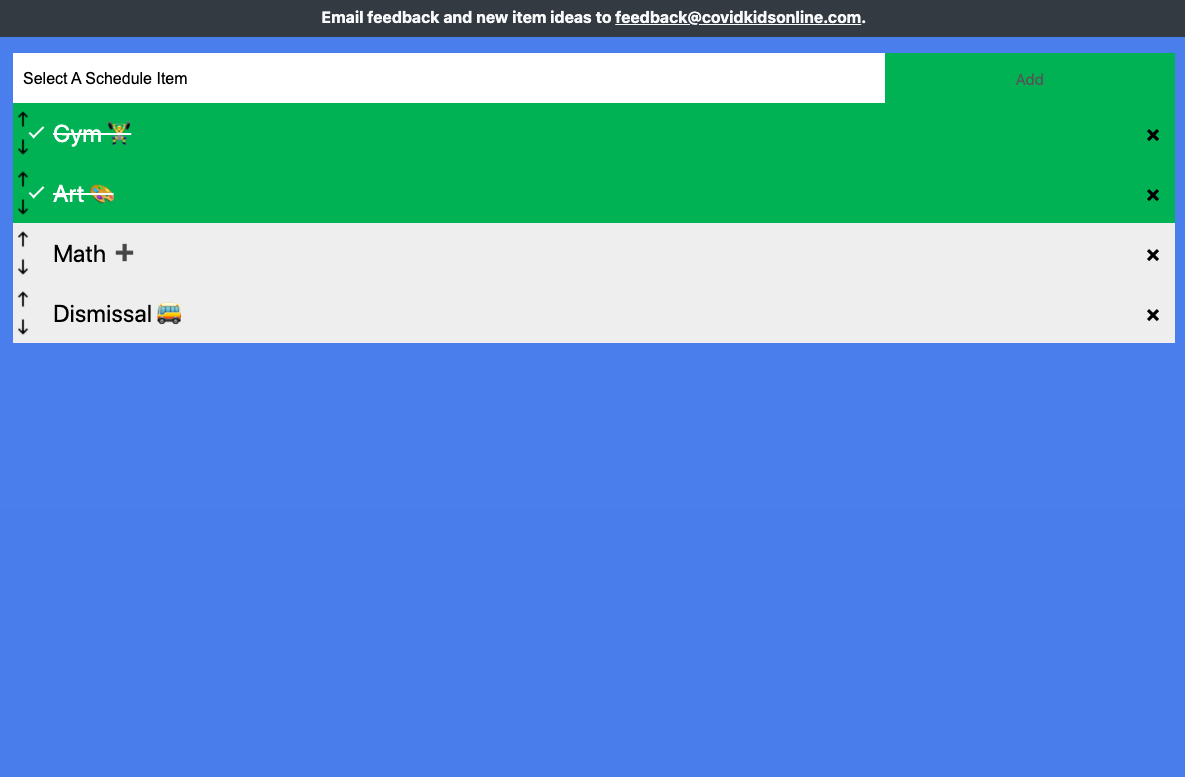 Email feedback and new item ideas to feedback@covidkidsonline.com.
Select A Schedule Item
Add
Gym 🏋️
Art 🎨
Math ➕
Dismissal 🚌